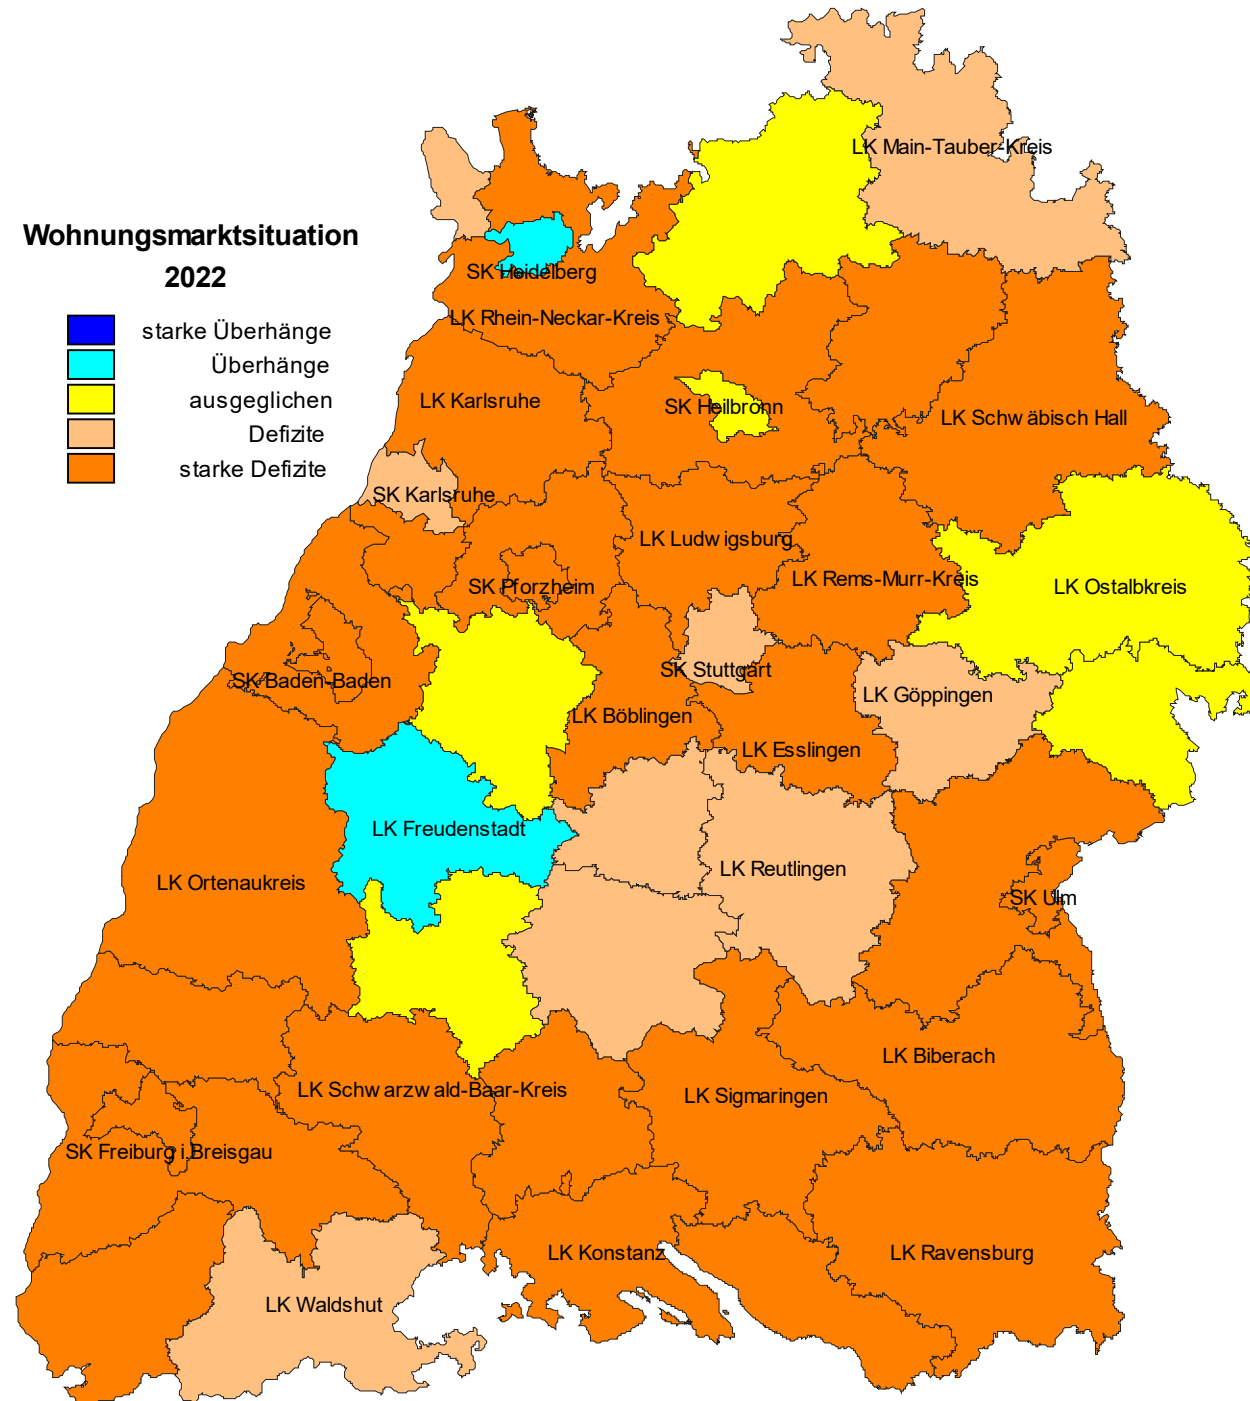 Wohnungsmarktsituation
2022
starke Überhänge
Überhänge
ausgeglichen
Defizite
starke Defizite
LK Main-Tauber-Kreis
SK Heidelberg
LK Rhein-Neckar-Kreis
LK Karlsruhe
SK Heilbronn
LK Schwäbisch Hall
SK Karlsruhe
LK Ludwigsburg
LK Rems-Murr-Kreis
SK Pforzheim
LK Ostalbkreis
SK Stuttgart
SK Baden-Baden
LK Göppingen
LK Böblingen
LK Esslingen
LK Freudenstadt
LK Reutlingen
LK Ortenaukreis
SK Ulm
LK Biberach
LK Schwarzwald-Baar-Kreis
LK Sigmaringen
SK Freiburg i.Breisgau
LK Konstanz
LK Ravensburg
LK Waldshut